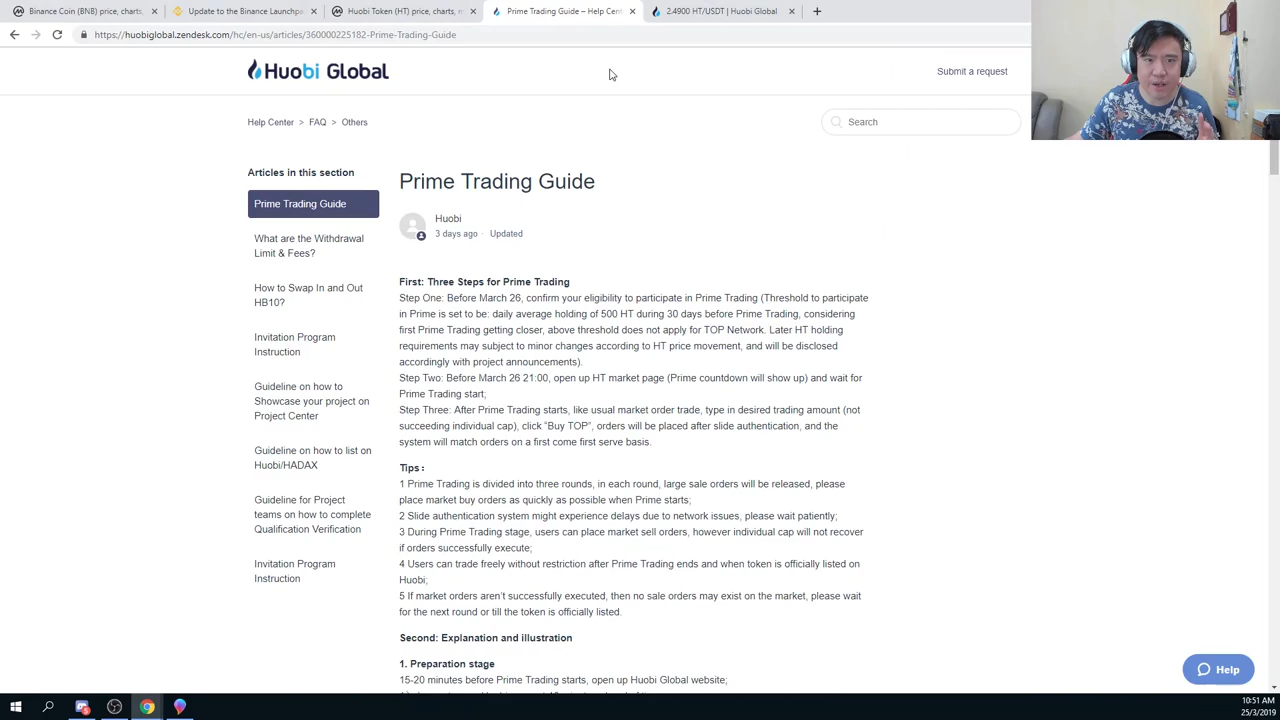 Binance Coin (BNB) price, charts,
Update to the Binance Launchpa
Huobi Token (HT) price, charts, m
Prime Trading Guide – Help Cent
2.4900 HT/USDT | Huobi Global
https://huobiglobal.zendesk.com/hc/en-us/articles/360000225182-Prime-Trading-Guide
Huobi Global
Submit a request
Help Center > FAQ > Others
Search
Articles in this section
Prime Trading Guide
What are the Withdrawal
Limit & Fees?
How to Swap In and Out
HB10?
Invitation Program
Instruction
Guideline on how to
Showcase your project on
Project Center
Guideline on how to list on
Huobi/HADAX
Guideline for Project
teams on how to complete
Qualification Verification
Invitation Program
Instruction
Prime Trading Guide
Huobi
3 days ago · Updated
First: Three Steps for Prime Trading
Step One: Before March 26, confirm your eligibility to participate in Prime Trading (Threshold to participate
in Prime is set to be: daily average holding of 500 HT during 30 days before Prime Trading, considering
first Prime Trading getting closer, above threshold does not apply for TOP Network. Later HT holding
requirements may subject to minor changes according to HT price movement, and will be disclosed
accordingly with project announcements).
Step Two: Before March 26 21:00, open up HT market page (Prime countdown will show up) and wait for
Prime Trading start;
Step Three: After Prime Trading starts, like usual market order trade, type in desired trading amount (not
succeeding individual cap), click “Buy TOP”, orders will be placed after slide authentication, and the
system will match orders on a first come first serve basis.
Tips：
1 Prime Trading is divided into three rounds, in each round, large sale orders will be released, please
place market buy orders as quickly as possible when Prime starts;
2 Slide authentication system might experience delays due to network issues, please wait patiently;
3 During Prime Trading stage, users can place market sell orders, however individual cap will not recover
if orders successfully execute;
4 Users can trade freely without restriction after Prime Trading ends and when token is officially listed on
Huobi;
5 If market orders aren’t successfully executed, then no sale orders may exist on the market, please wait
for the next round or till the token is officially listed.
Second: Explanation and illustration
1. Preparation stage
15-20 minutes before Prime Trading starts, open up Huobi Global website;
Help
10:51 AM
25/3/2019